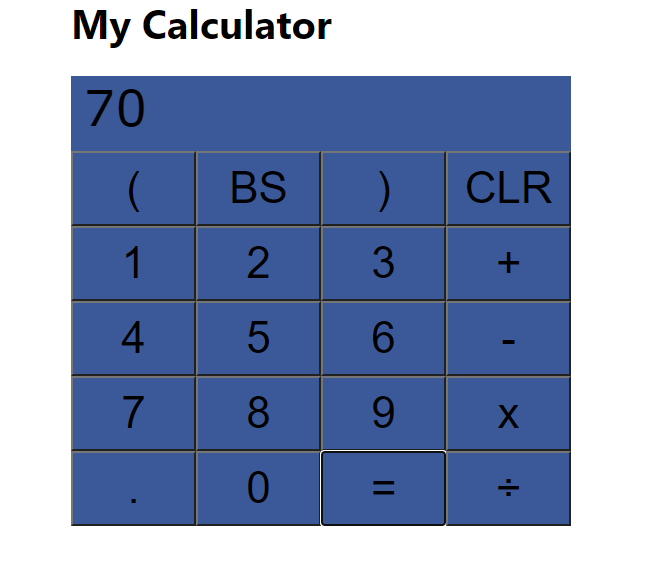 My Calculator
70
( BS ) CLR
1 2 3 +
4 5 6 -
7 8 9 x
. 0 = ÷